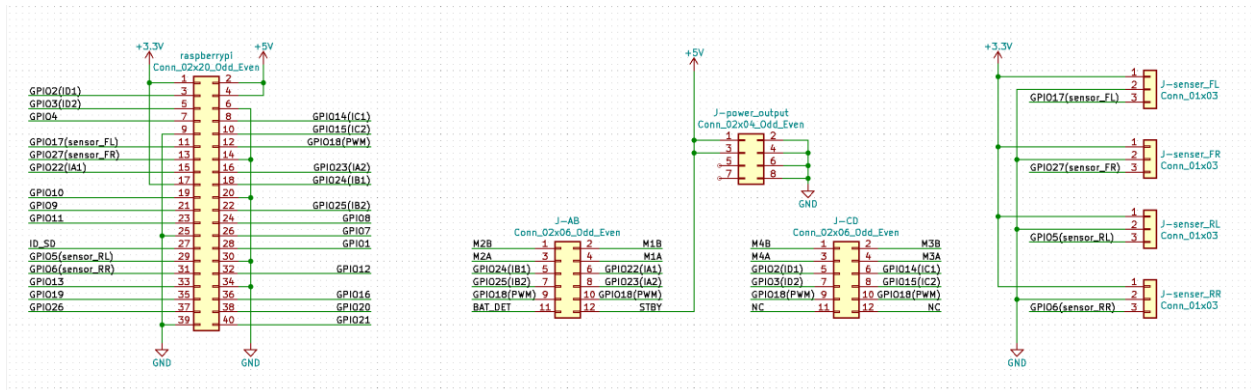 +3.3V
raspberrypi
+5V
Conn_02x20_Odd_Even
1 2
GPIO2(ID1) 3 4
GPIO3(ID2) 5 6
GPIO4 7 8 GPIO14(IC1)
9 10 GPIO15(IC2)
GPIO17(sensor_FL) 11 12 GPIO18(PWM)
GPIO27(sensor_FR) 13 14
GPIO22(IA1) 15 16 GPIO23(IA2)
17 18 GPIO24(IB1)
GPIO10 19 20
GPIO9 21 22 GPIO25(IB2)
GPIO11 23 24 GPIO8
25 26 GPIO7
ID_SD 27 28 GPIO1
GPIO5(sensor_RL) 29 30
GPIO6(sensor_RR) 31 32 GPIO12
GPIO13 33 34
GPIO19 35 36 GPIO16
GPIO26 37 38 GPIO20
39 40 GPIO21
GND
GND
+5V
J-power_output
Conn_02x04_Odd_Even
1 2
3 4
5 6
7 8
GND
J-AB
Conn_02x06_Odd_Even
M2B 1 2 M1B
M2A 3 4 M1A
GPIO24(IB1) 5 6 GPIO22(IA1)
GPIO25(IB2) 7 8 GPIO23(IA2)
GPIO18(PWM) 9 10 GPIO18(PWM)
BAT_DET 11 12 STBY
J-CD
Conn_02x06_Odd_Even
M4B 1 2 M3B
M4A 3 4 M3A
GPIO2(ID1) 5 6 GPIO14(IC1)
GPIO3(ID2) 7 8 GPIO15(IC2)
GPIO18(PWM) 9 10 GPIO18(PWM)
NC 11 12 NC
+3.3V
1
2
GPIO17(sensor_FL) 3
J-senser_FL
Conn_01x03
1
2
GPIO27(sensor_FR) 3
J-senser_FR
Conn_01x03
1
2
GPIO5(sensor_RL) 3
J-senser_RL
Conn_01x03
1
2
GPIO6(sensor_RR) 3
J-senser_RR
Conn_01x03
GND